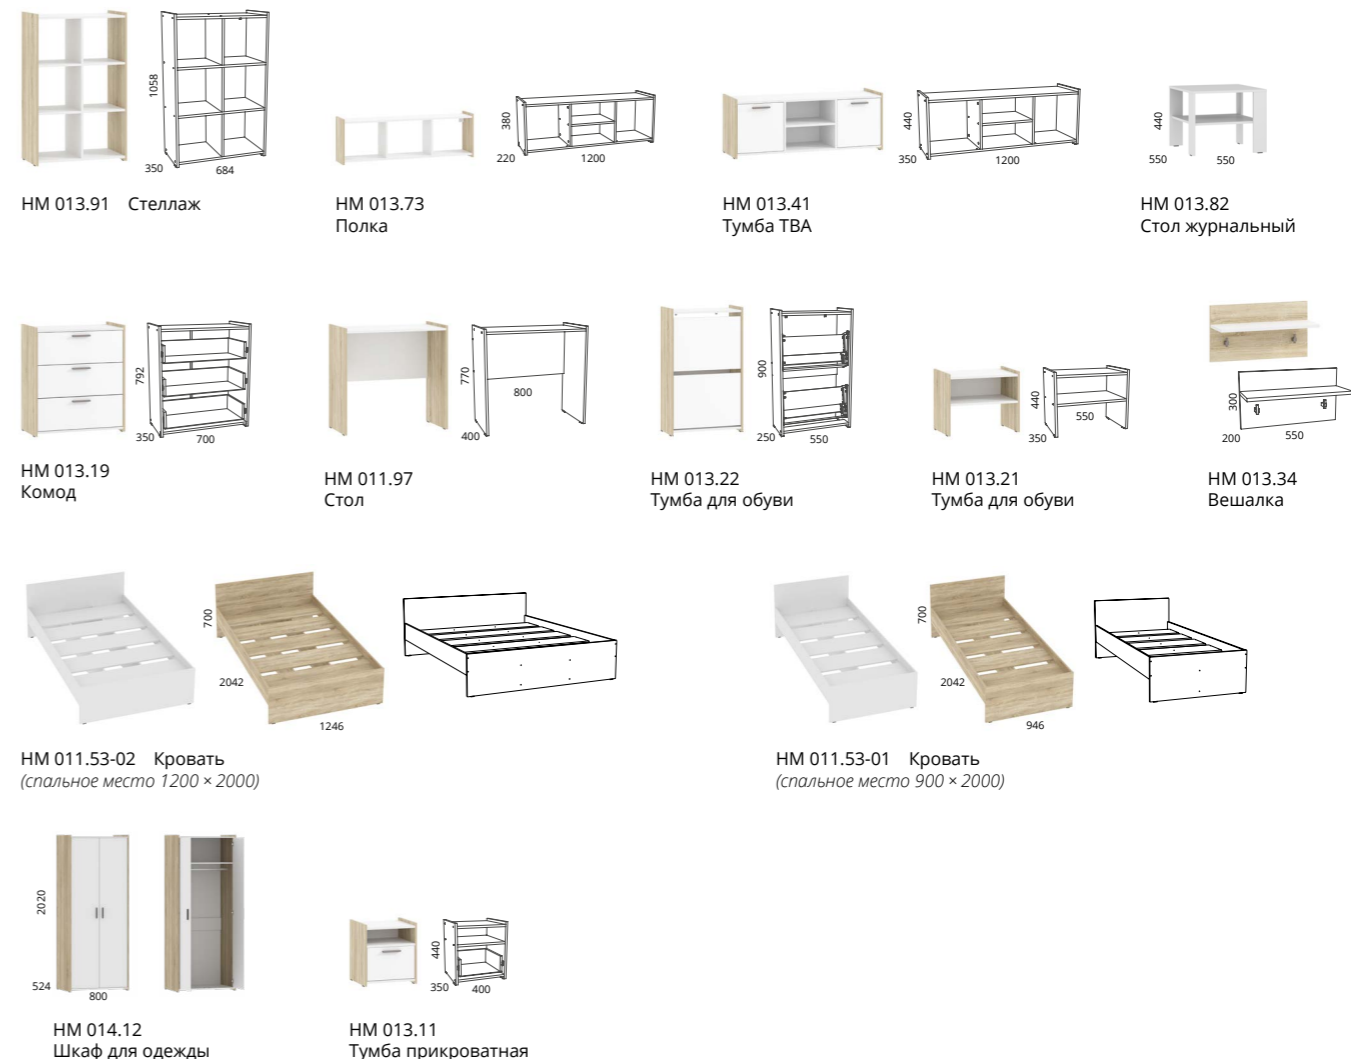 1058
350
684
НМ 013.91 Стеллаж
380
220
1200
НМ 013.73
Полка
440
350
1200
НМ 013.41
Тумба ТВА
440
550
550
НМ 013.82
Стол журнальный
792
350
700
НМ 013.19
Комод
770
800
400
НМ 011.97
Стол
900
250
550
НМ 013.22
Тумба для обуви
440
550
350
НМ 013.21
Тумба для обуви
300
200
550
НМ 013.34
Вешалка
700
2042
1246
НМ 011.53-02 Кровать
(спальное место 1200 × 2000)
700
2042
946
НМ 011.53-01 Кровать
(спальное место 900 × 2000)
2020
524
800
НМ 014.12
Шкаф для одежды
440
350
400
НМ 013.11
Тумба прикроватная